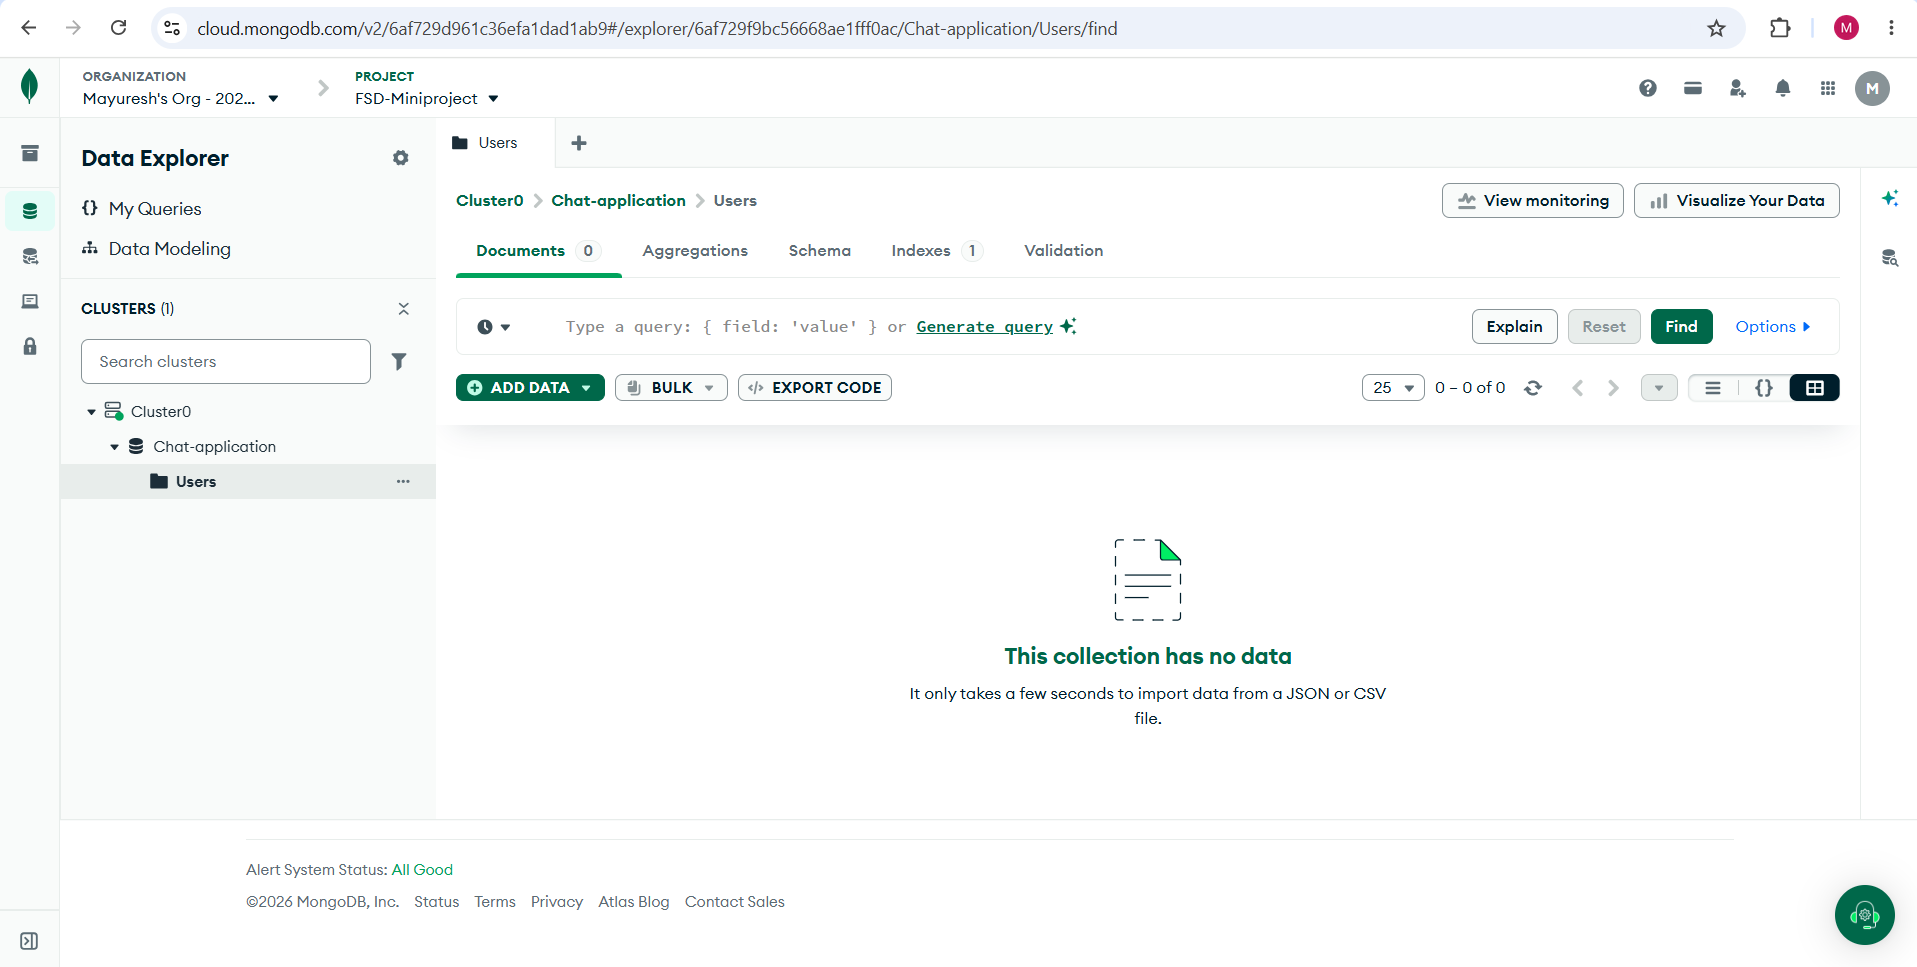 cloud.mongodb.com/v2/6af729d961c36efa1dad1ab9#/explorer/6af729f9bc56668ae1fff0ac/Chat-application/Users/find
M
ORGANIZATION
Mayuresh's Org - 202...
PROJECT
FSD-Miniproject
M
Data Explorer
My Queries
Data Modeling
CLUSTERS (1)
Search clusters
Cluster0
Chat-application
Users
Users
Cluster0 Chat-application Users
View monitoring
Visualize Your Data
Documents 0
Aggregations
Schema
Indexes 1
Validation
Type a query: { field: 'value' } or Generate query
Explain
Reset
Find
Options
ADD DATA
BULK
EXPORT CODE
25
0 – 0 of 0
This collection has no data
It only takes a few seconds to import data from a JSON or CSV
file.
Alert System Status: All Good
©2026 MongoDB, Inc. Status Terms Privacy Atlas Blog Contact Sales